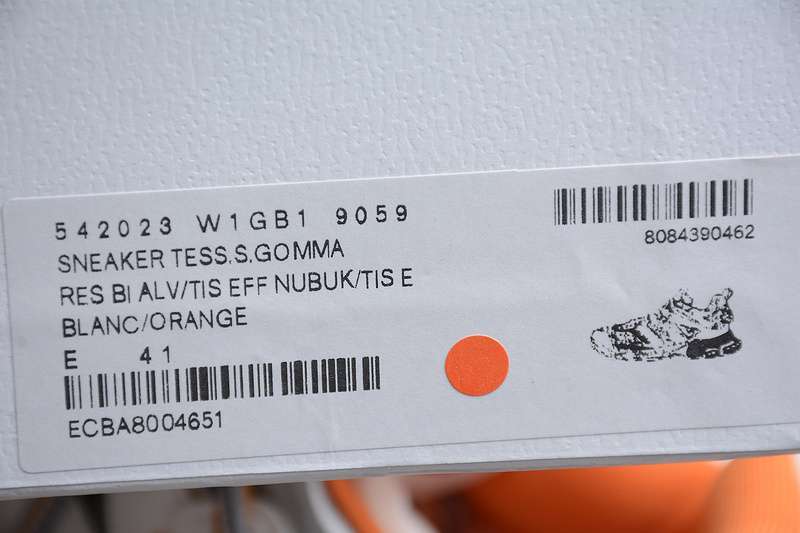 542023 W1GB1 9059
SNEAKER TESS.S.GOMMA
RES BI ALV/TIS EFF NUBUK/TIS E
BLANC/ORANGE
E 41
ECBA8004651
8084390462